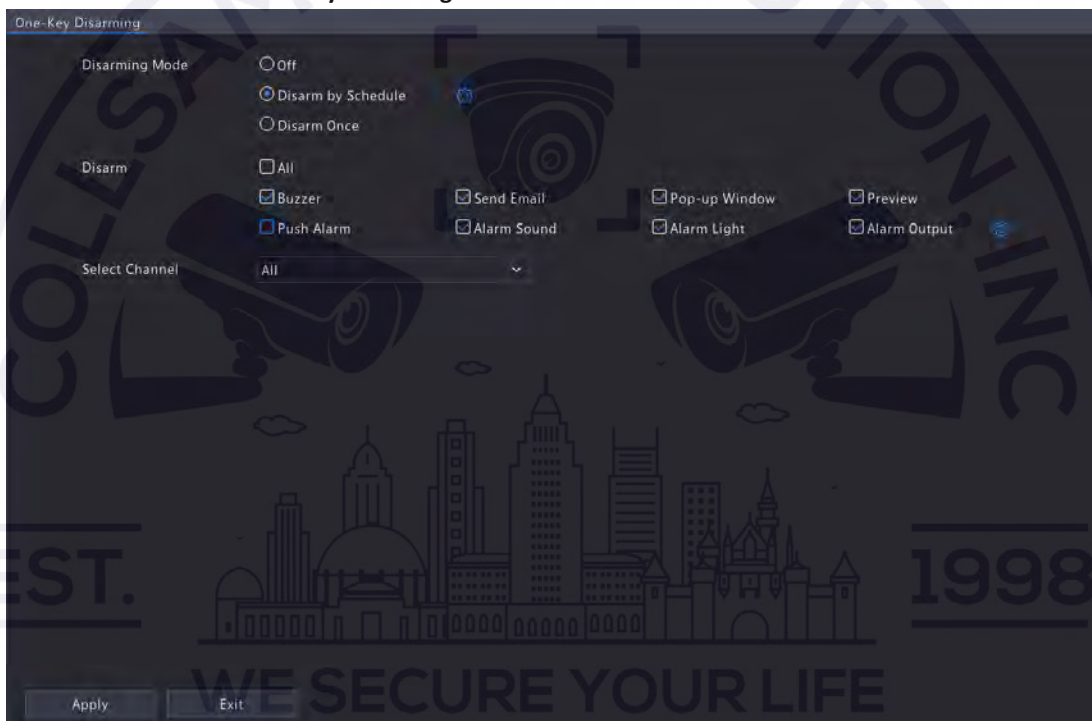 One-Key Disarming
Disarming Mode
Off
Disarm by Schedule
Disarm Once
Disarm
All
Buzzer Send Email Pop-up Window Preview
Push Alarm Alarm Sound Alarm Light Alarm Output
Select Channel All
EST. 1998
WE SECURE YOUR LIFE
Apply Exit